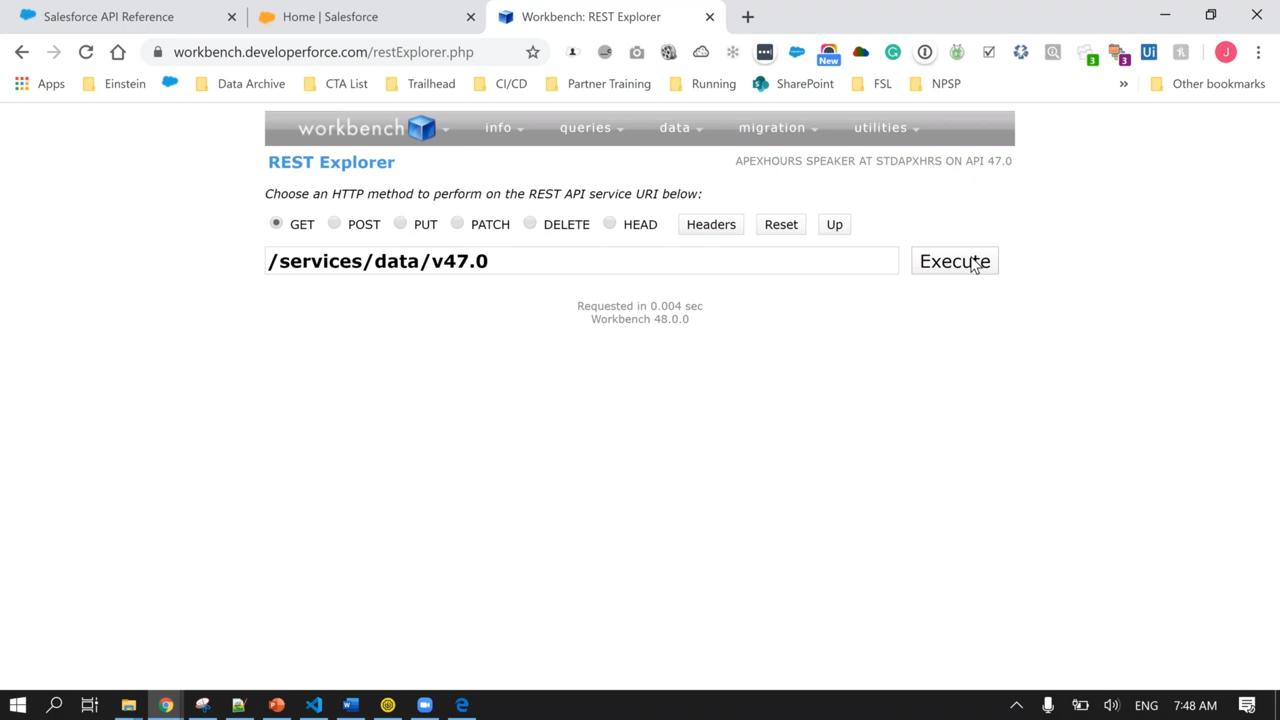 Salesforce API Reference
Home | Salesforce
Workbench: REST Explorer
workbench.developerforce.com/restExplorer.php
New
3
3
Ui
J
Apps
Einstein
Data Archive
CTA List
Trailhead
CI/CD
Partner Training
Running
SharePoint
FSL
NPSP
»
Other bookmarks
workbench
info
queries
data
migration
utilities
REST Explorer
APEXHOURS SPEAKER AT STDAPXHRS ON API 47.0
Choose an HTTP method to perform on the REST API service URI below:
GET POST PUT PATCH DELETE HEAD Headers Reset Up
/services/data/v47.0 Execute
Requested in 0.004 sec
Workbench 48.0.0
ENG 7:48 AM